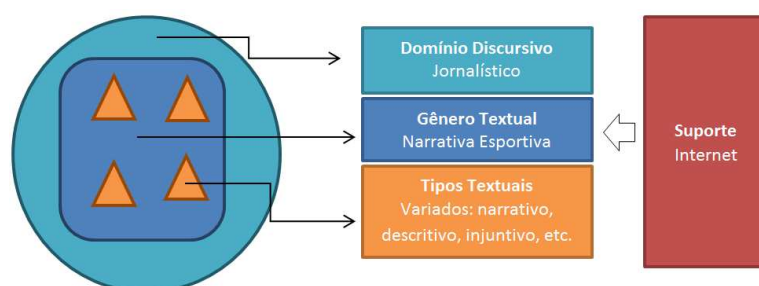 Domínio Discursivo
Jornalístico
Gênero Textual
Narrativa Esportiva
Tipos Textuais
Variados: narrativo,
descritivo, injuntivo, etc.
Suporte
Internet